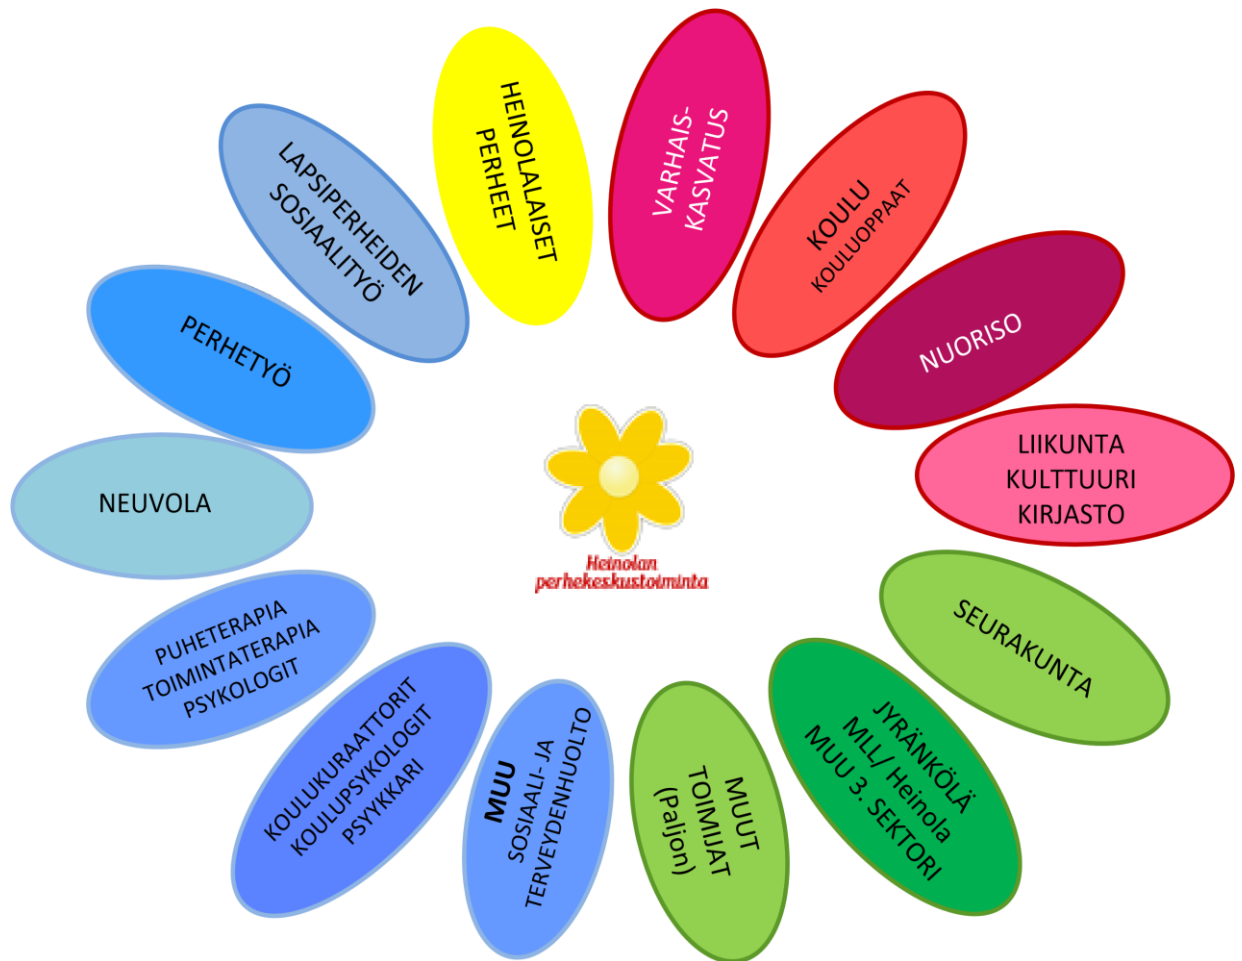 HEINOLALAISET
PERHEET
VARHAIS-
KASVATUS
KOULU
KOULUOPPAAT
NUORISO
LIIKUNTA
KULTTUURI
KIRJASTO
SEURAKUNTA
JYRÄNKÖLÄ
MLL/ Heinola
MUU 3. SEKTORI
MUUT
TOIMIJAT
(Paljon)
MUU
SOSIAALI- JA
TERVEYDENHUOLTO
KOULUKURAATTORIT
KOULUPSYKOLOGIT
PSYYKKARI
PUHETERAPIA
TOIMINTATERAPIA
PSYKOLOGIT
NEUVOLA
PERHETYÖ
LAPSIPERHEIDEN
SOSIAALITYÖ
Heinolan
perhekeskustoiminta